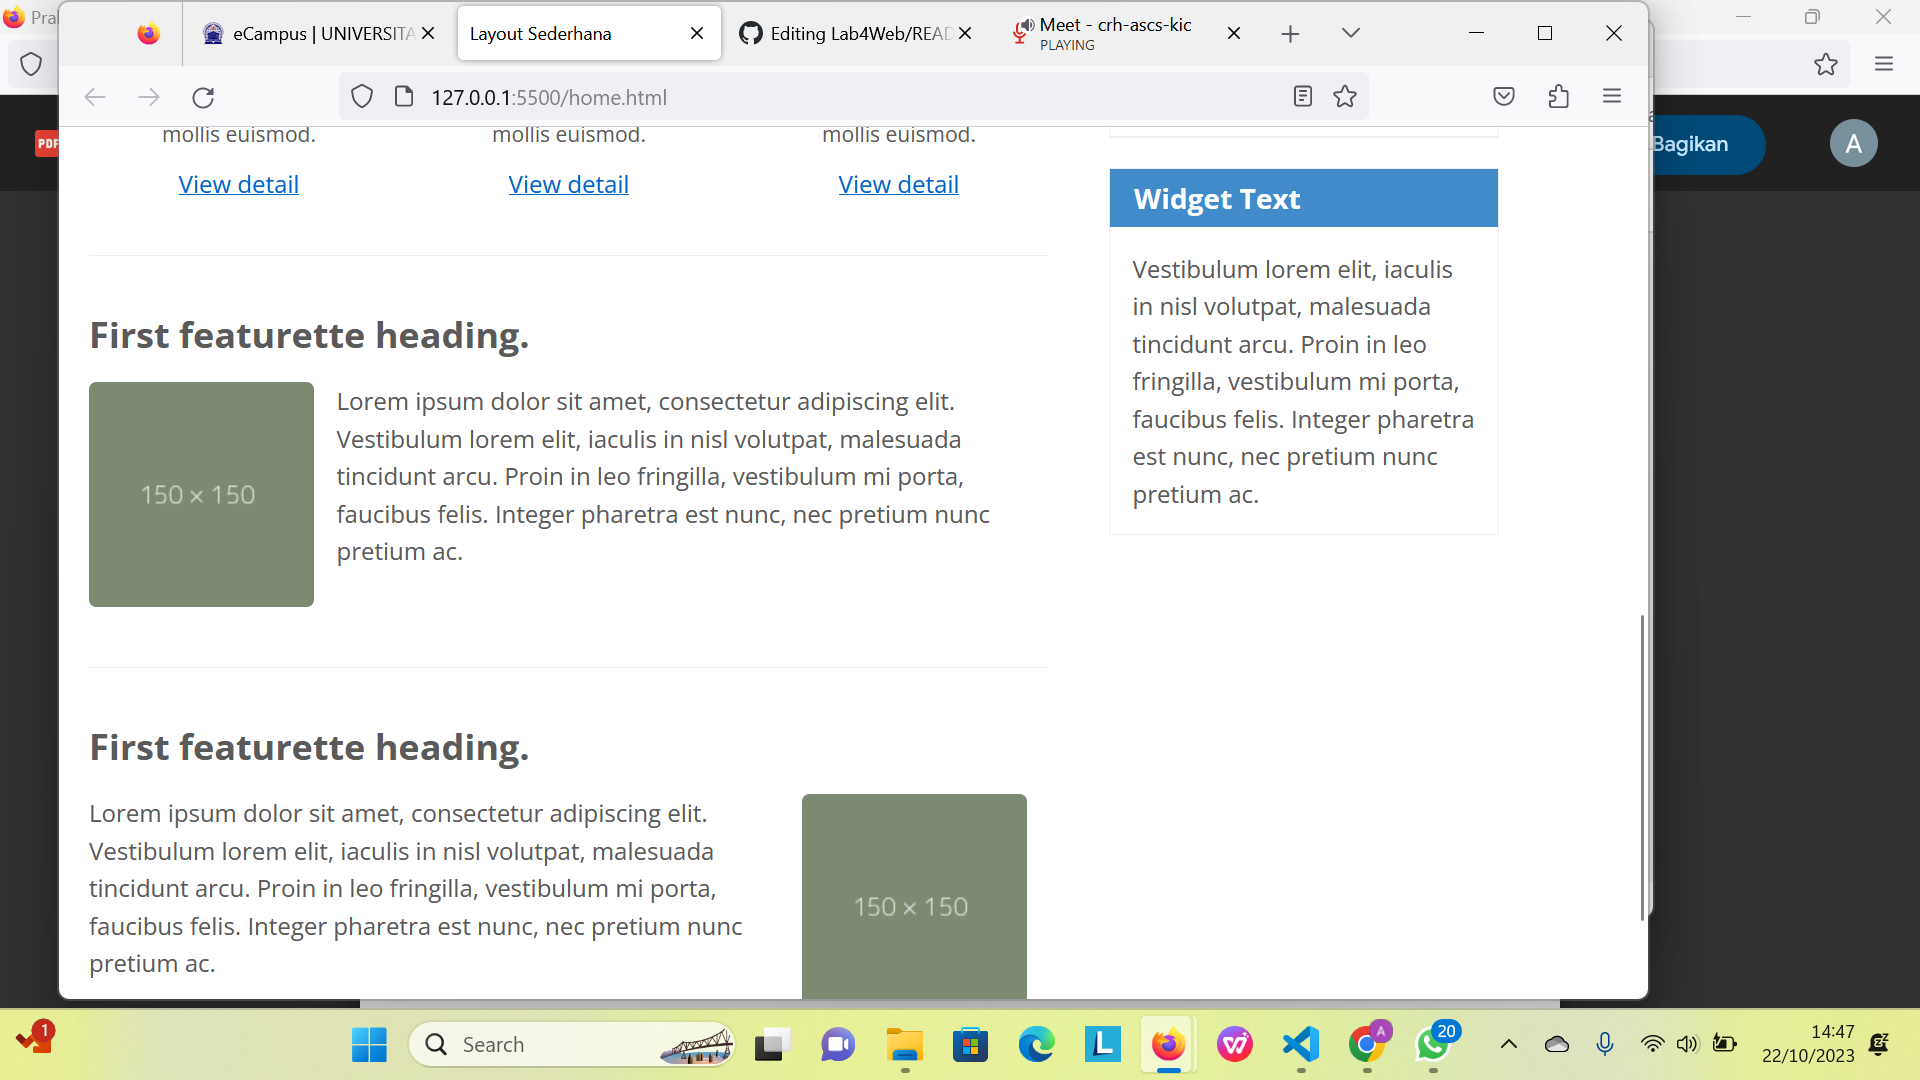 Pra
eCampus | UNIVERSITA
Layout Sederhana
Editing Lab4Web/READ
Meet - crh-ascs-kic
PLAYING
127.0.0.1:5500/home.html
PDF
Bagikan
A
mollis euismod.
mollis euismod.
mollis euismod.
View detail
View detail
View detail
Widget Text
Vestibulum lorem elit, iaculis
in nisl volutpat, malesuada
tincidunt arcu. Proin in leo
fringilla, vestibulum mi porta,
faucibus felis. Integer pharetra
est nunc, nec pretium nunc
pretium ac.
First featurette heading.
150 × 150
Lorem ipsum dolor sit amet, consectetur adipiscing elit.
Vestibulum lorem elit, iaculis in nisl volutpat, malesuada
tincidunt arcu. Proin in leo fringilla, vestibulum mi porta,
faucibus felis. Integer pharetra est nunc, nec pretium nunc
pretium ac.
First featurette heading.
Lorem ipsum dolor sit amet, consectetur adipiscing elit.
Vestibulum lorem elit, iaculis in nisl volutpat, malesuada
tincidunt arcu. Proin in leo fringilla, vestibulum mi porta,
faucibus felis. Integer pharetra est nunc, nec pretium nunc
pretium ac.
150 × 150
1
Search
L
A
20
14:47
22/10/2023